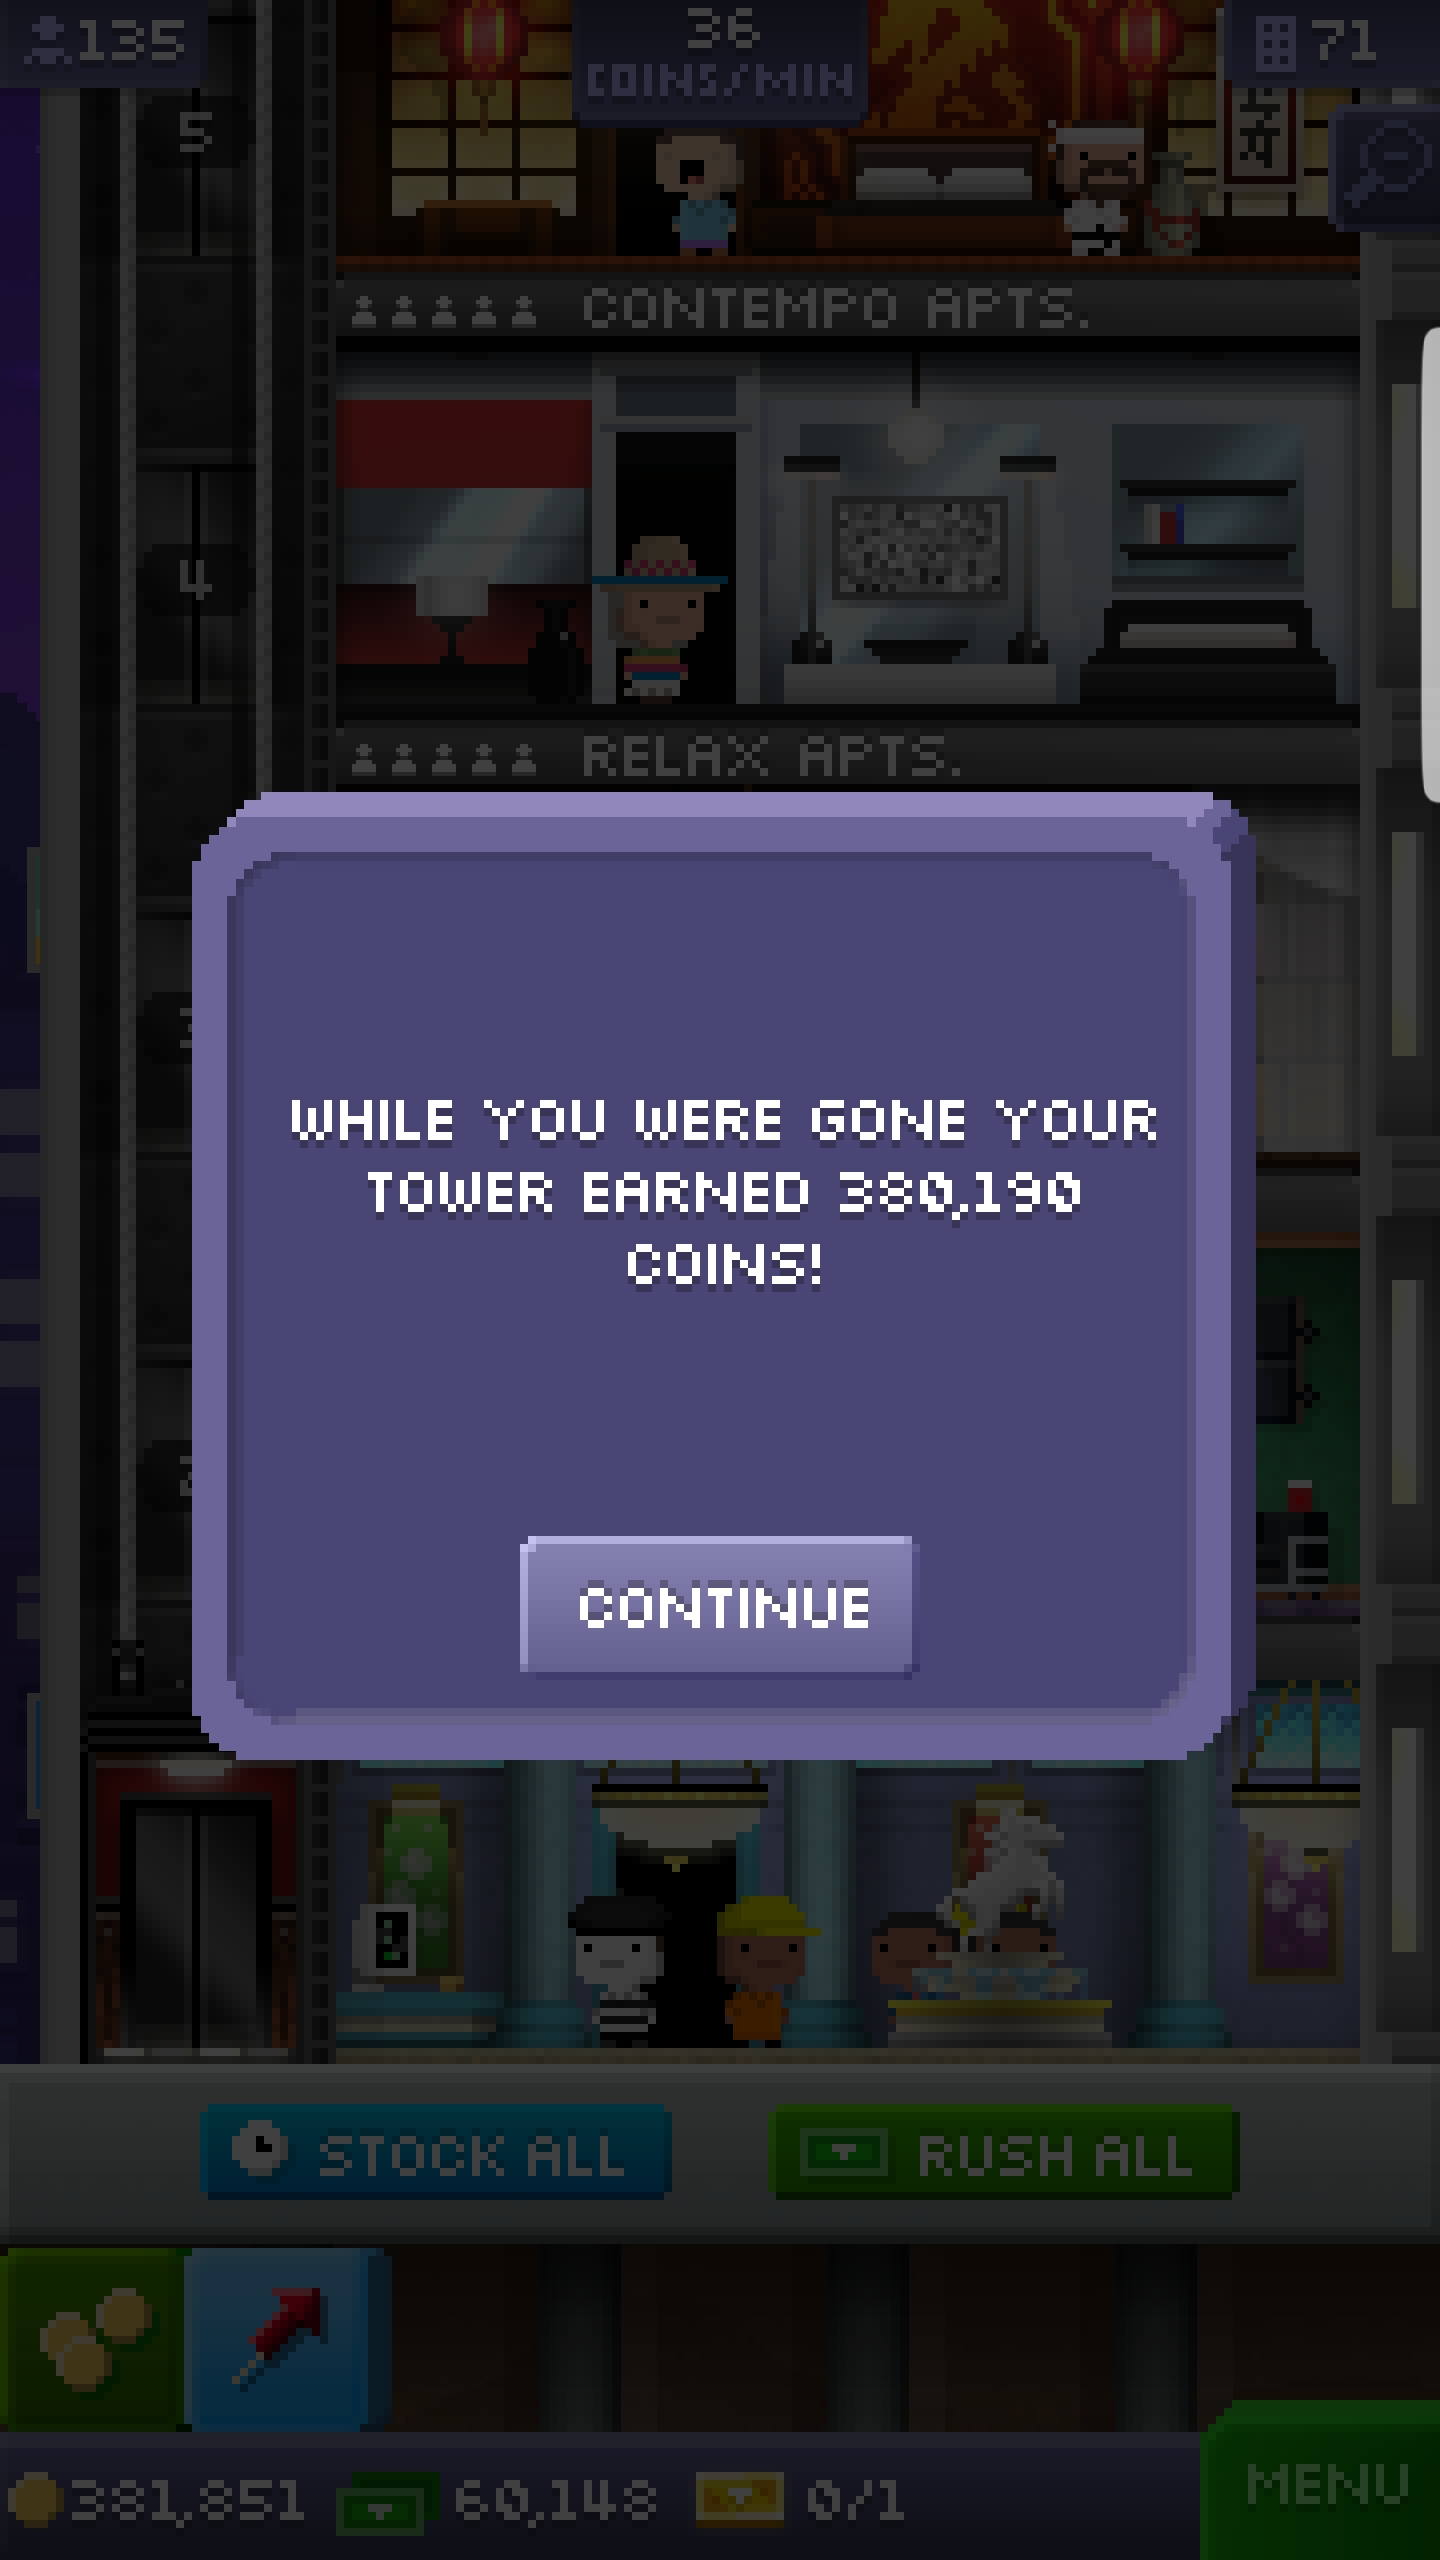 135
36
COINS/MIN
71
5
CONTEMPO APTS.
4
RELAX APTS.
WHILE YOU WERE GONE YOUR
TOWER EARNED 380,190
COINS!
CONTINUE
STOCK ALL
RUSH ALL
381,851
60,148
0/1
MENU